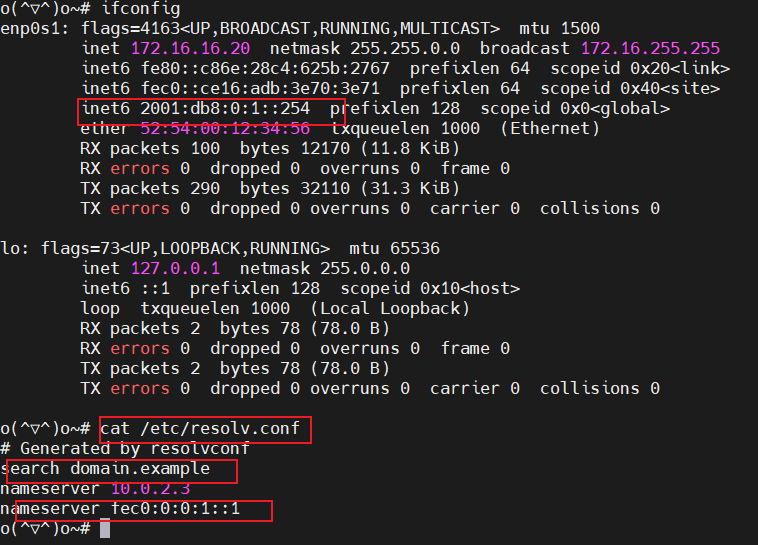 o(^▽^)o~# ifconfig
enp0s1: flags=4163<UP,BROADCAST,RUNNING,MULTICAST>  mtu 1500
        inet 172.16.16.20  netmask 255.255.0.0  broadcast 172.16.255.255
        inet6 fe80::c86e:28c4:625b:2767  prefixlen 64  scopeid 0x20<link>
        inet6 fec0::ce16:adb:3e70:3e71  prefixlen 64  scopeid 0x40<site>
        inet6 2001:db8:0:1::254  prefixlen 128  scopeid 0x0<global>
        ether 52:54:00:12:34:56  txqueuelen 1000  (Ethernet)
        RX packets 100  bytes 12170 (11.8 KiB)
        RX errors 0  dropped 0  overruns 0  frame 0
        TX packets 290  bytes 32110 (31.3 KiB)
        TX errors 0  dropped 0 overruns 0  carrier 0  collisions 0

lo: flags=73<UP,LOOPBACK,RUNNING>  mtu 65536
        inet 127.0.0.1  netmask 255.0.0.0
        inet6 ::1  prefixlen 128  scopeid 0x10<host>
        loop  txqueuelen 1000  (Local Loopback)
        RX packets 2  bytes 78 (78.0 B)
        RX errors 0  dropped 0  overruns 0  frame 0
        TX packets 2  bytes 78 (78.0 B)
        TX errors 0  dropped 0 overruns 0  carrier 0  collisions 0

o(^▽^)o~# cat /etc/resolv.conf
# Generated by resolvconf
search domain.example
nameserver 10.0.2.3
nameserver fec0:0:0:1::1
o(^▽^)o~#